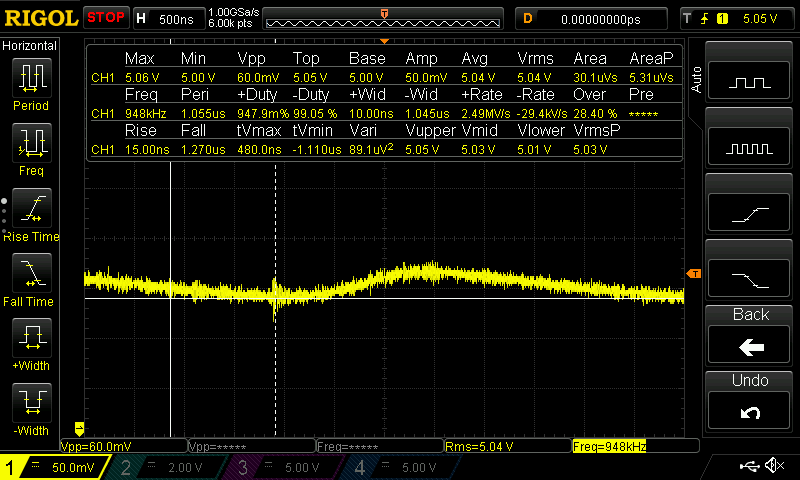 RIGOL STOP H 500ns 1.00GSa/s 6.00k pts T D 0.00000000ps T 1 5.05 V
Horizontal
Period
Freq
Rise Time
Fall Time
+Width
-Width
Max Min Vpp Top Base Amp Avg Vrms Area AreaP
CH1 5.06 V 5.00 V 60.0mV 5.05 V 5.00 V 50.0mV 5.04 V 5.04 V 30.1uVs 5.31uVs
Freq Peri +Duty -Duty +Wid -Wid +Rate -Rate Over Pre
CH1 948kHz 1.055us 947.9m% 99.05 % 10.00ns 1.045us 2.49MV/s -29.4kV/s 28.40 % *****
Rise Fall tVmax tVmin Vari Vupper Vmid Vlower VrmsP
CH1 15.00ns 1.270us 480.0ns -1.110us 89.1uV² 5.05 V 5.03 V 5.01 V 5.03 V
T
Auto
Back
Undo
Vpp=60.0mV Vpp=***** Freq=***** Rms=5.04 V Freq=948kHz
1 50.0mV 2 2.00 V 3 5.00 V 4 5.00 V